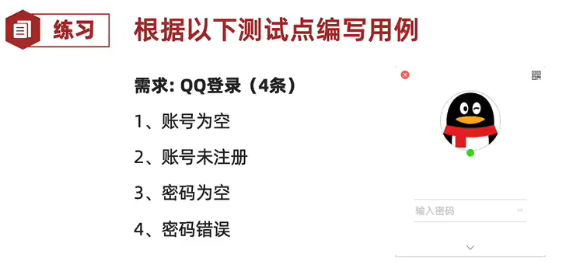 练习
根据以下测试点编写用例
需求: QQ登录（4条）
1、账号为空
2、账号未注册
3、密码为空
4、密码错误
输入密码